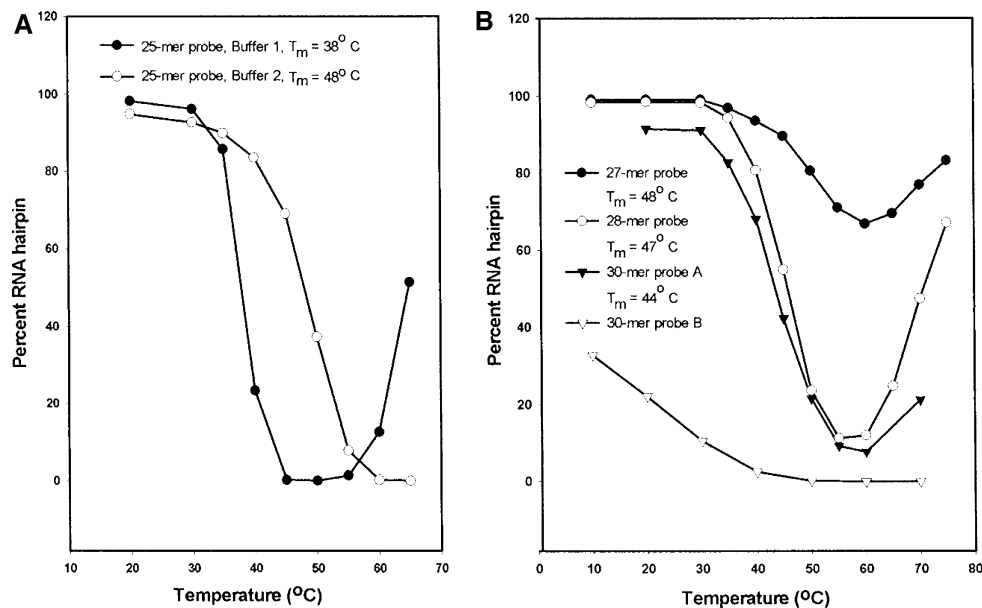 A
120
100
80
60
40
20
0
10 20 30 40 50 60 70
Percent RNA hairpin
Temperature (°C)
25-mer probe, Buffer 1, Tm = 38° C
25-mer probe, Buffer 2, Tm = 48° C
B
120
100
80
60
40
20
0
0 10 20 30 40 50 60 70 80
Percent RNA hairpin
Temperature (°C)
27-mer probe
Tm = 48° C
28-mer probe
Tm = 47° C
30-mer probe A
Tm = 44° C
30-mer probe B